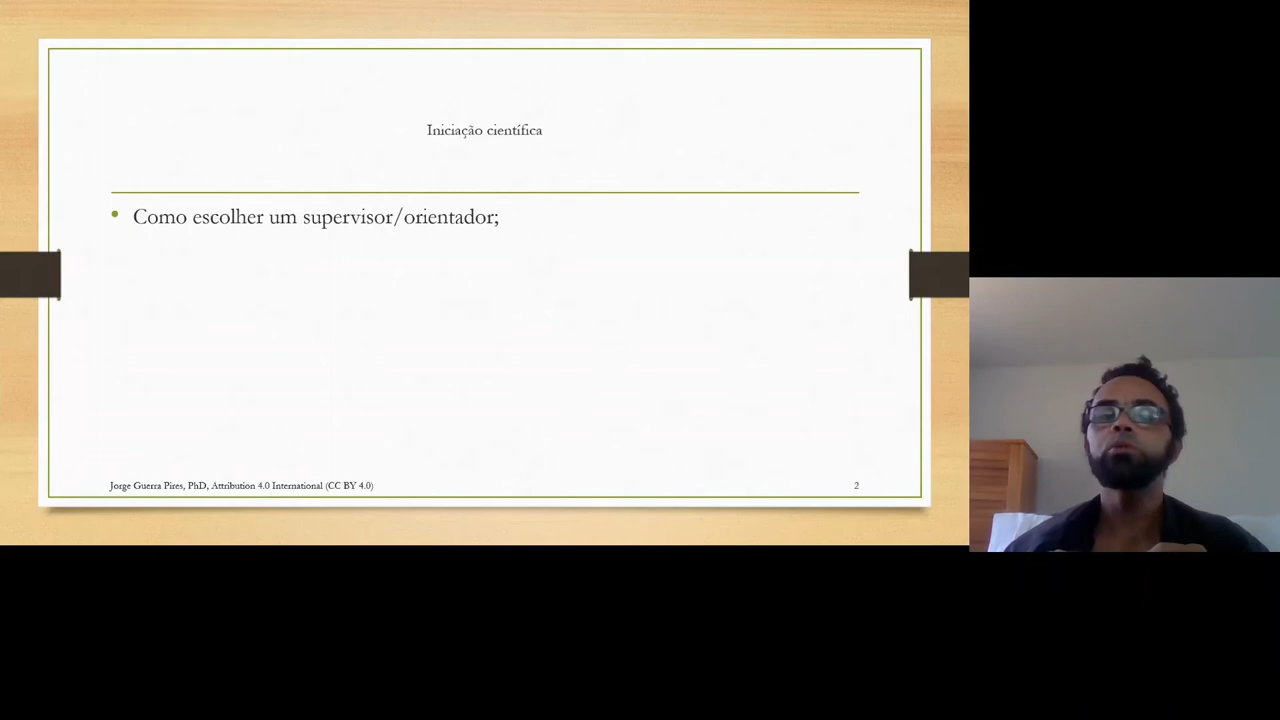 Iniciação científica
• Como escolher um supervisor/orientador;
Jorge Guerra Pires, PhD, Attribution 4.0 International (CC BY 4.0)
2